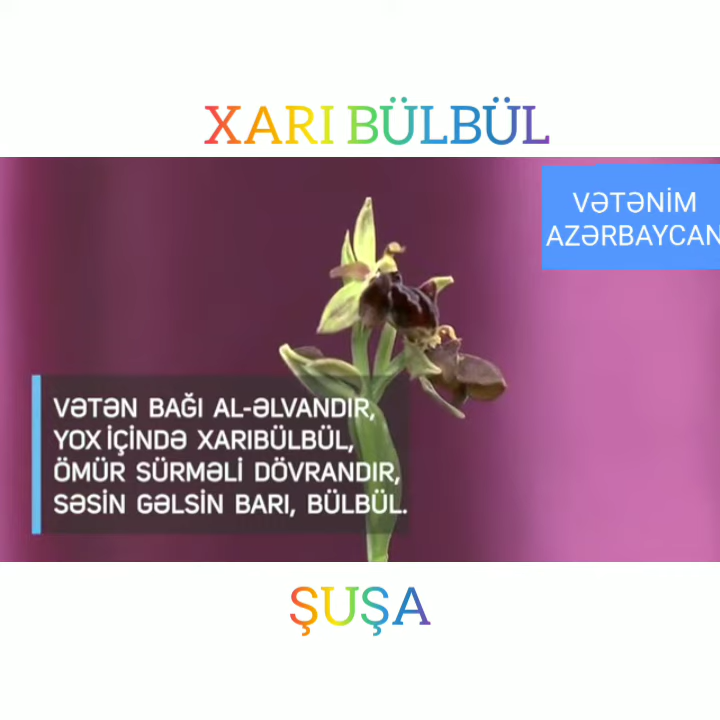 XARI BÜLBÜL
VƏTƏNİM
AZƏRBAYCAN
VƏTƏN BAĞI AL-ƏLVANDIR,
YOX İÇİNDƏ XARIBÜLBÜL,
ÖMÜR SÜRMƏLİ DÖVRANDIR,
SƏSİN GƏLSİN BARI, BÜLBÜL.
ŞUŞA